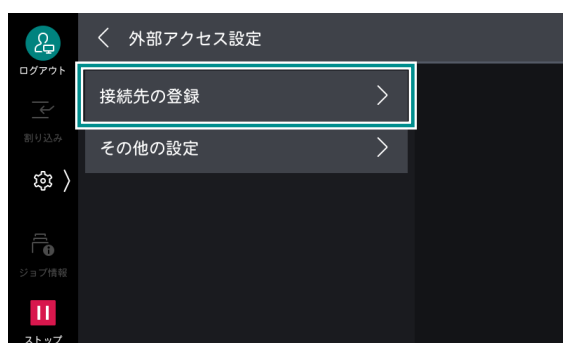 外部アクセス設定
ログアウト
接続先の登録
割り込み
その他の設定
ジョブ情報
ストップ